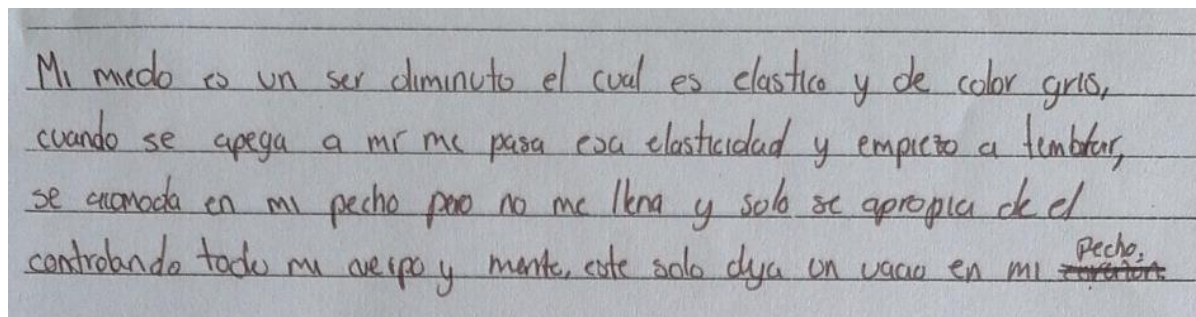 Mi miedo es un ser diminuto el cual es elastico y de color gris,
cuando se apega a mí me pasa esa elasticidad y empiezo a temblar,
se acomoda en mi pecho pero no me llena y solo se apropia de el
controlando todo mi cuerpo y mente, este solo deja un vacio en mi pecho,